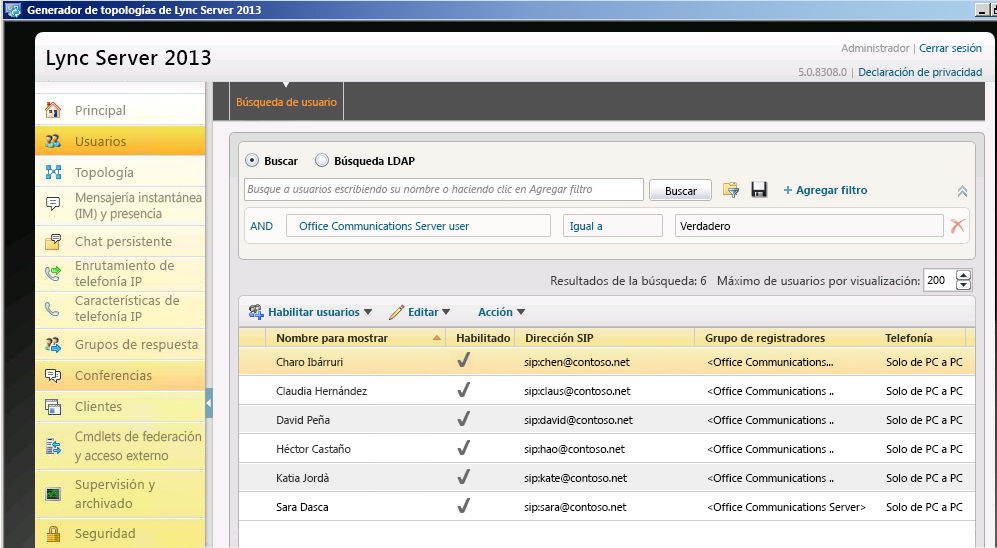 Generador de topologías de Lync Server 2013
Lync Server 2013
Administrador | Cerrar sesión
5.0.8308.0 | Declaración de privacidad
Principal
Usuarios
Topología
Mensajería instantánea
(IM) y presencia
Chat persistente
Enrutamiento de
telefonía IP
Características de
telefonía IP
Grupos de respuesta
Conferencias
Clientes
Cmdlets de federación
y acceso externo
Supervisión y
archivado
Seguridad
Búsqueda de usuario
Buscar Búsqueda LDAP
Busque a usuarios escribiendo su nombre o haciendo clic en Agregar filtro Buscar + Agregar filtro
AND Office Communications Server user Igual a Verdadero
Resultados de la búsqueda: 6 Máximo de usuarios por visualización: 200
Habilitar usuarios Editar Acción
Nombre para mostrar Habilitado Dirección SIP Grupo de registradores Telefonía
Charo Ibárruri sip:chen@contoso.net <Office Communications... Solo de PC a PC
Claudia Hernández sip:claus@contoso.net <Office Communications .. Solo de PC a PC
David Peña sip:david@contoso.net <Office Communications .. Solo de PC a PC
Héctor Castaño sip:hao@contoso.net <Office Communications .. Solo de PC a PC
Katia Jordà sip:kate@contoso.net <Office Communications .. Solo de PC a PC
Sara Dasca sip:sara@contoso.net <Office Communications Server> Solo de PC a PC